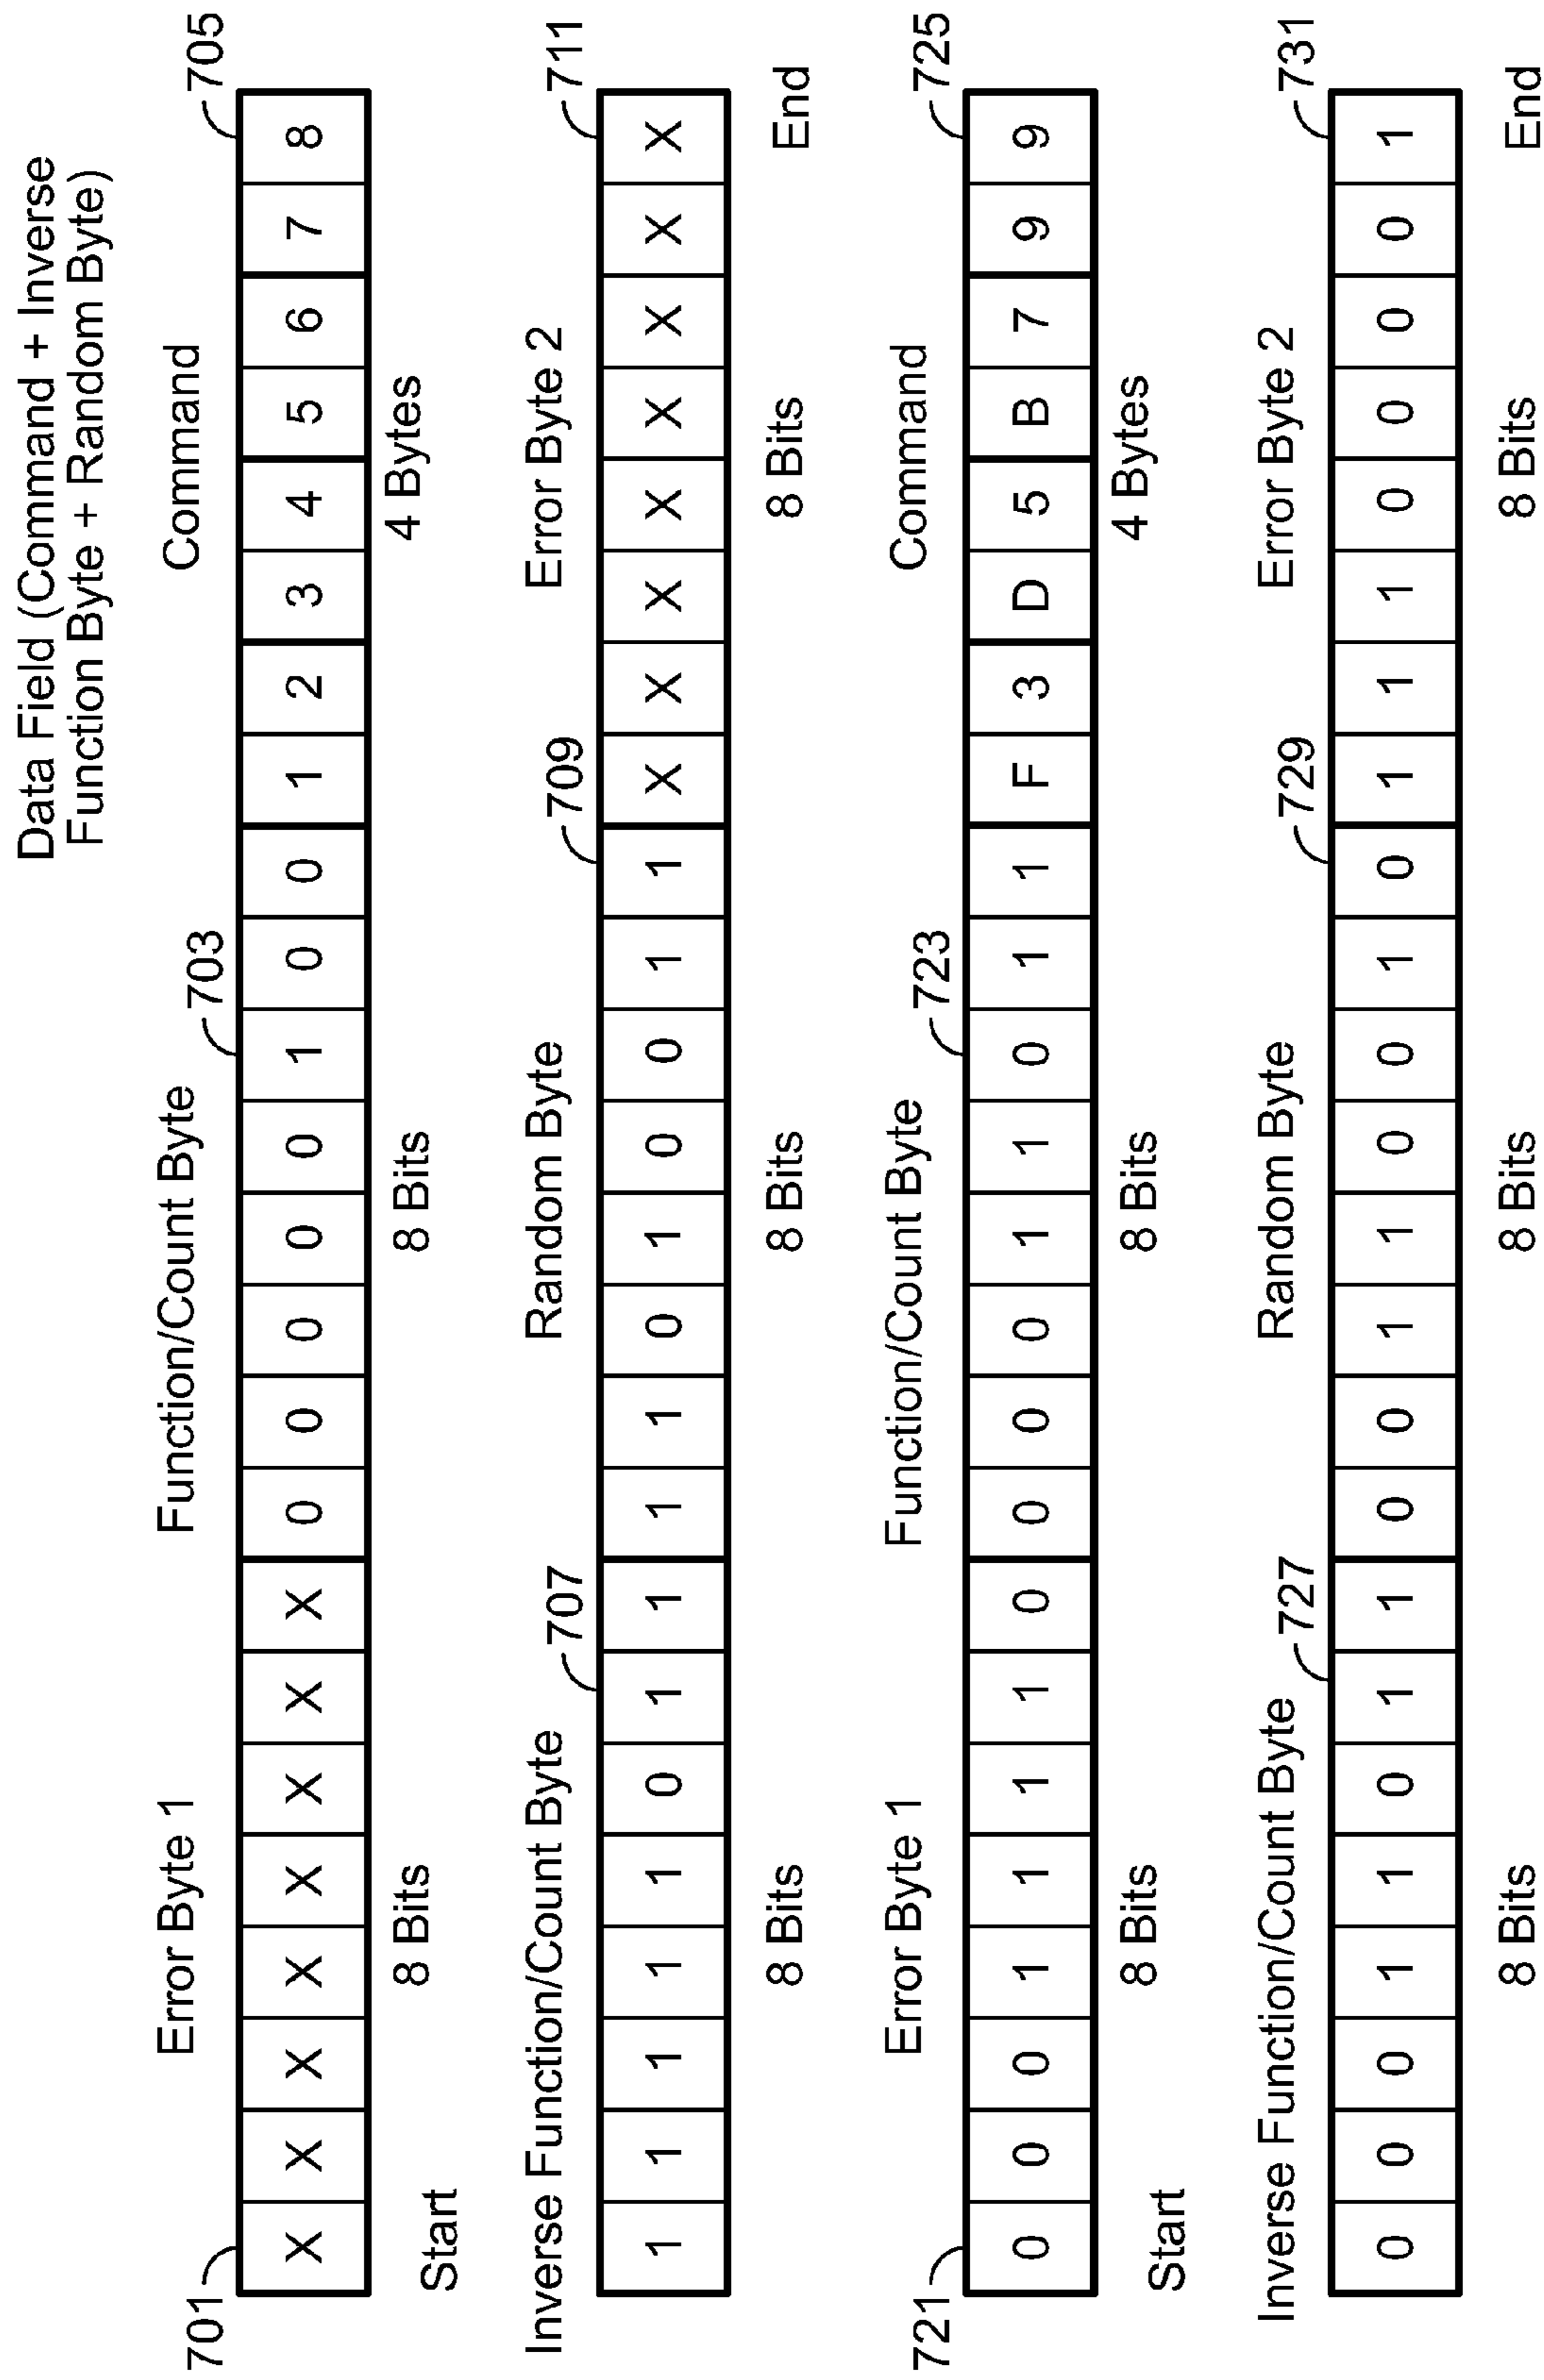 Data Field (Command + Inverse
Function Byte + Random Byte)
Error Byte 1 Function/Count Byte Command
701 703 705
X X X X X X X X 0 0 0 0 0 1 0 0 1 2 3 4 5 6 7 8
Start 8 Bits 8 Bits 4 Bytes
Inverse Function/Count Byte Random Byte Error Byte 2
707 709 711
1 1 1 1 1 0 1 1 1 1 0 1 0 0 1 1 X X X X X X X X
8 Bits 8 Bits 8 Bits End
Error Byte 1 Function/Count Byte Command
721 723 725
0 0 0 1 1 1 1 0 0 0 0 1 1 0 1 1 F 3 D 5 B 7 9 9
Start 8 Bits 8 Bits 4 Bytes
Inverse Function/Count Byte Random Byte Error Byte 2
727 729 731
0 0 0 1 1 0 1 1 0 0 1 1 0 0 1 0 1 1 1 0 0 0 0 1
8 Bits 8 Bits 8 Bits End